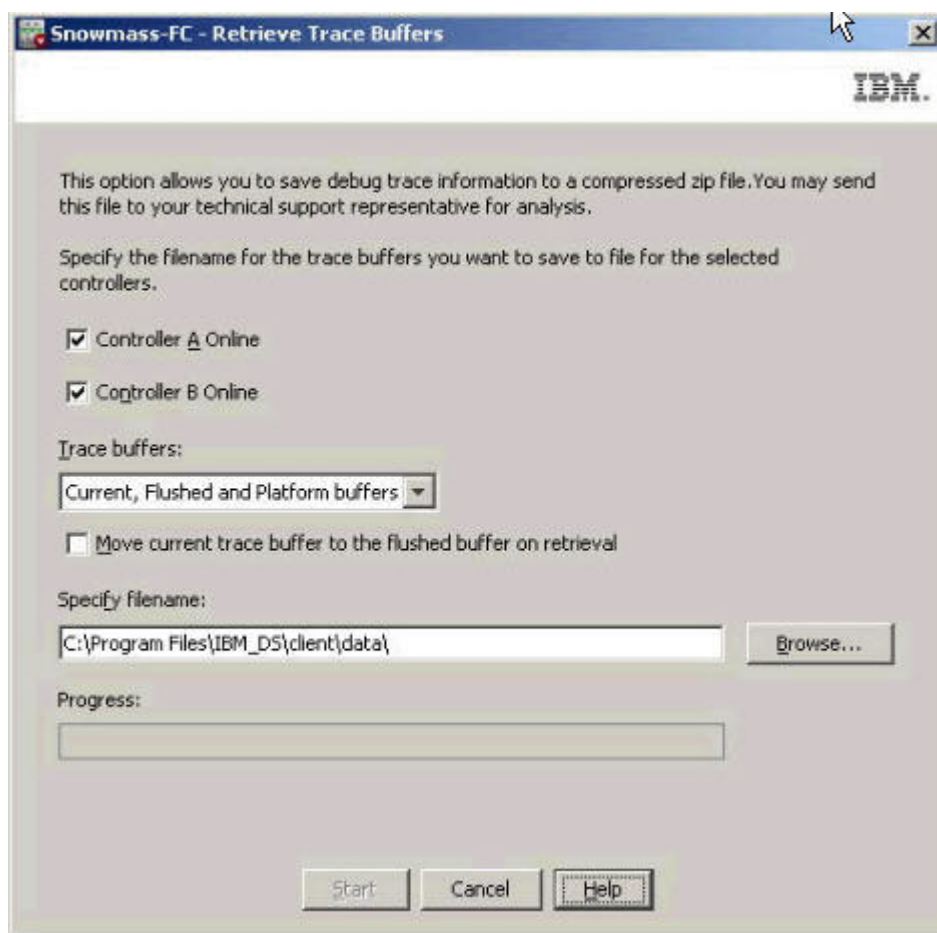 Snowmass-FC - Retrieve Trace Buffers
IBM.
This option allows you to save debug trace information to a compressed zip file.You may send
this file to your technical support representative for analysis.
Specify the filename for the trace buffers you want to save to file for the selected
controllers.
Controller A Online
Controller B Online
Trace buffers:
Current, Flushed and Platform buffers
Move current trace buffer to the flushed buffer on retrieval
Specify filename:
C:\Program Files\IBM_DS\client\data\
Browse...
Progress:
Start Cancel Help